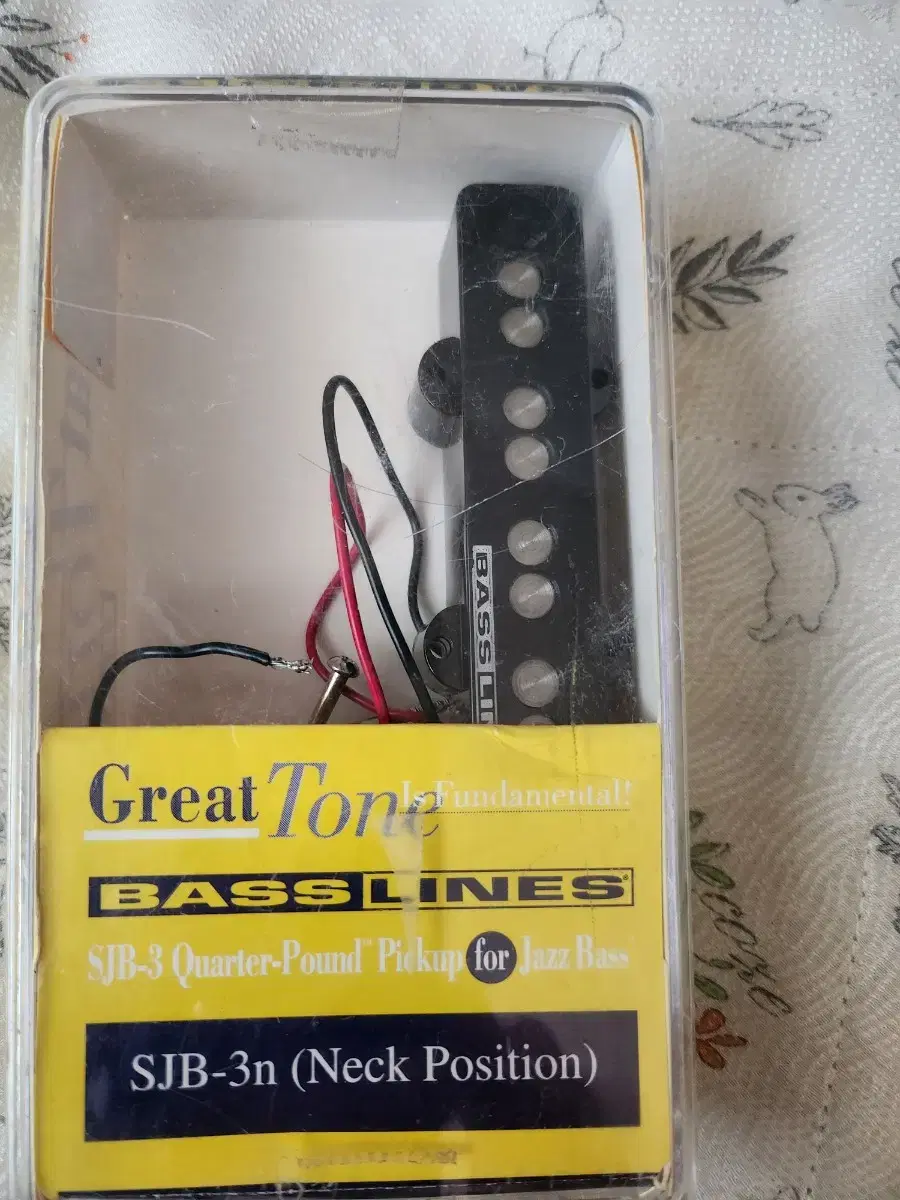 BASS LIN
Great Tone Is Fundamental!
BASS LINES®
SJB-3 Quarter-Pound™ Pickup for Jazz Bass
SJB-3n (Neck Position)